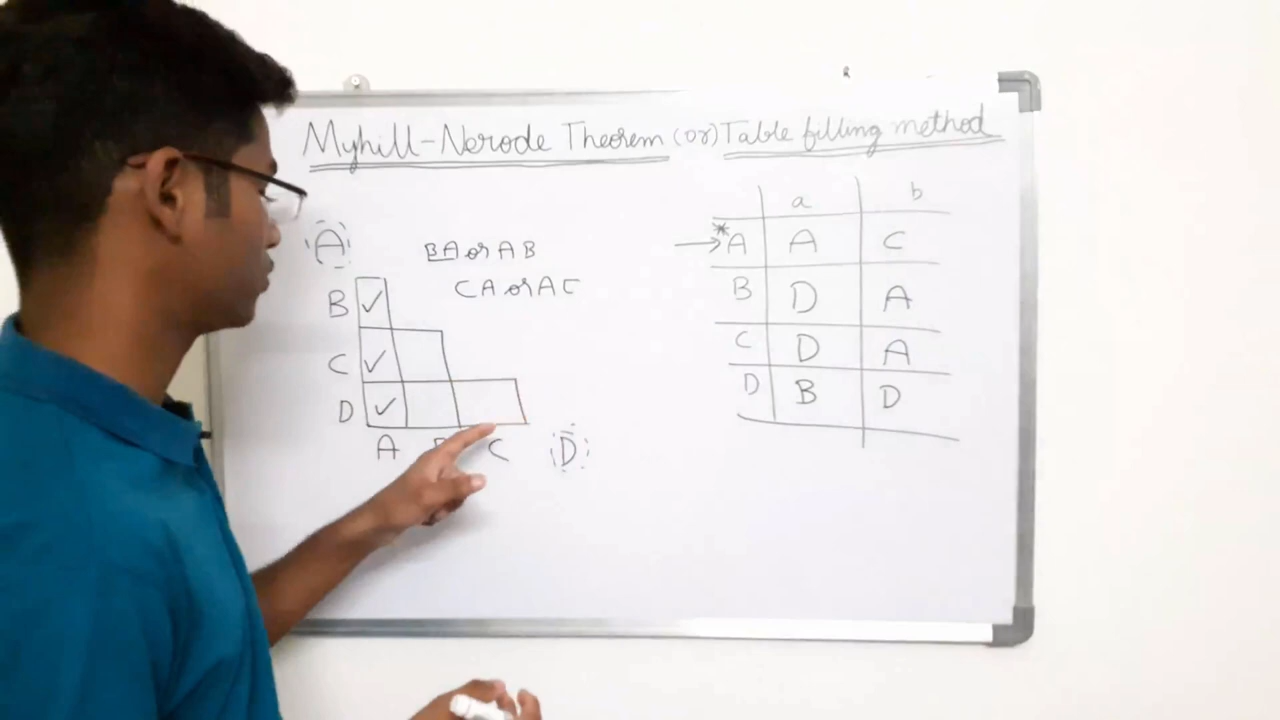 Myhill-Nerode Theorem (or) Table filling method
A
BA or AB
CA or AC
B ✓
C ✓
D ✓
A C D
a b
→ *A A C
B D A
C D A
D B D